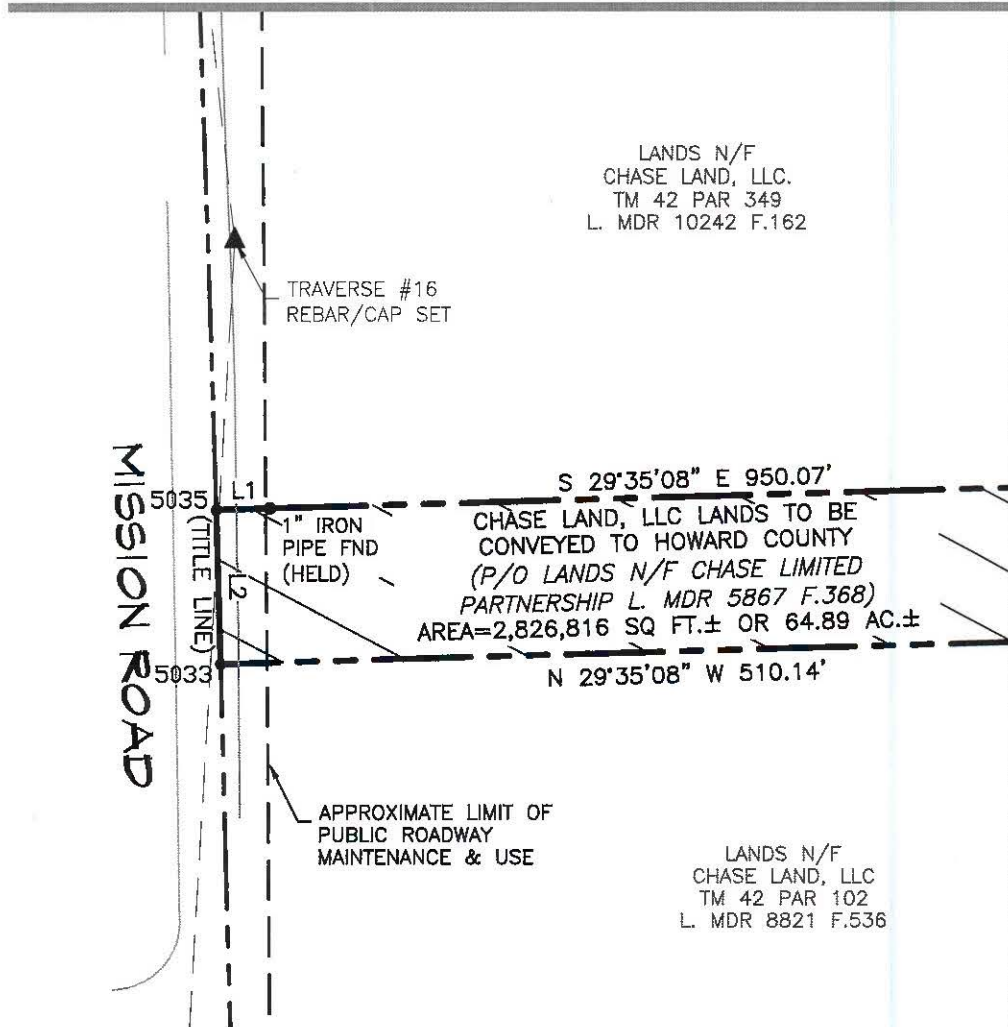 LANDS N/F
CHASE LAND, LLC.
TM 42 PAR 349
L. MDR 10242 F.162
TRAVERSE #16
REBAR/CAP SET
MISSION ROAD
5035
L1
S 29°35'08" E 950.07'
1" IRON
PIPE FND
(HELD)
(TITLE LINE)
L2
CHASE LAND, LLC LANDS TO BE
CONVEYED TO HOWARD COUNTY
(P/O LANDS N/F CHASE LIMITED
PARTNERSHIP L. MDR 5867 F.368)
AREA=2,826,816 SQ FT.± OR 64.89 AC.±
5033
N 29°35'08" W 510.14'
APPROXIMATE LIMIT OF
PUBLIC ROADWAY
MAINTENANCE & USE
LANDS N/F
CHASE LAND, LLC
TM 42 PAR 102
L. MDR 8821 F.536